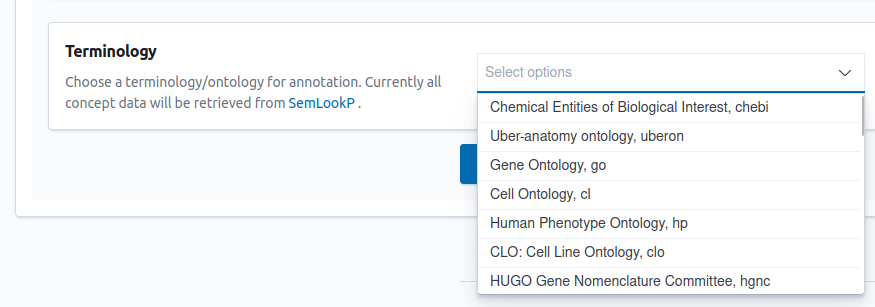 Terminology
Choose a terminology/ontology for annotation. Currently all
concept data will be retrieved from SemLookP .
Select options
Chemical Entities of Biological Interest, chebi
Uber-anatomy ontology, uberon
Gene Ontology, go
Cell Ontology, cl
Human Phenotype Ontology, hp
CLO: Cell Line Ontology, clo
HUGO Gene Nomenclature Committee, hgnc